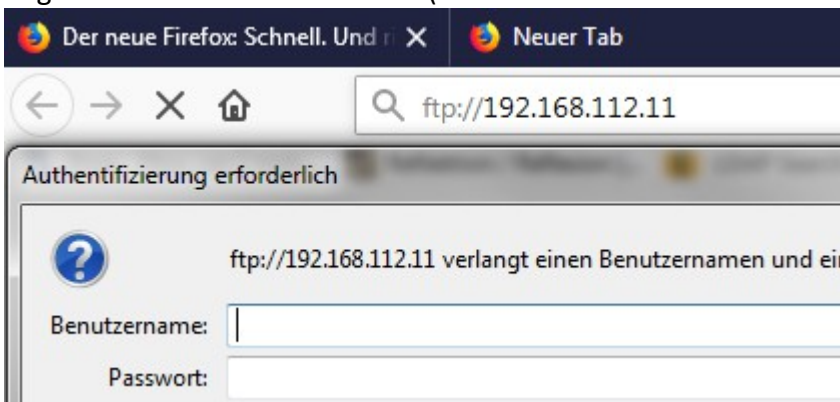 Der neue Firefox: Schnell. Und ri
Neuer Tab
ftp://192.168.112.11
Authentifizierung erforderlich
ftp://192.168.112.11 verlangt einen Benutzernamen und ei
Benutzername:
Passwort: